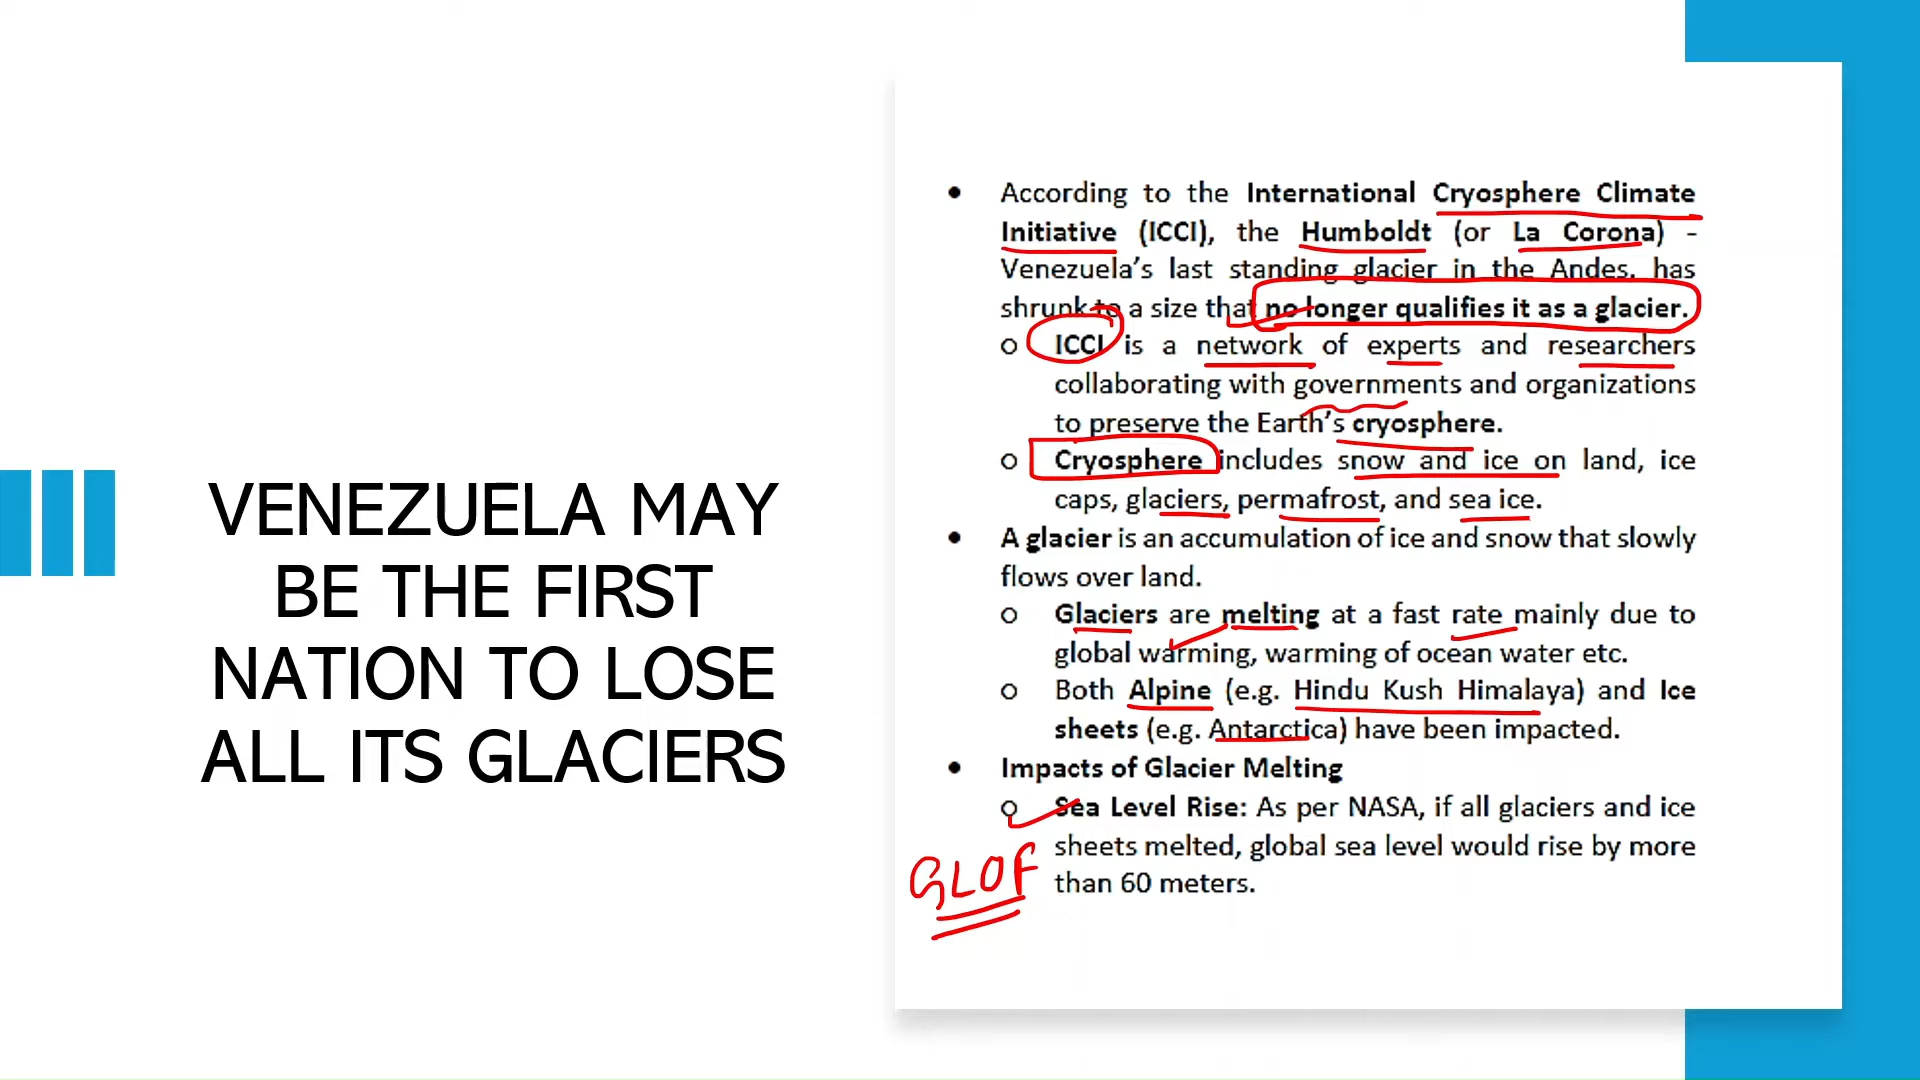 VENEZUELA MAY
BE THE FIRST
NATION TO LOSE
ALL ITS GLACIERS
• According to the International Cryosphere Climate
Initiative (ICCI), the Humboldt (or La Corona) -
Venezuela's last standing glacier in the Andes, has
shrunk to a size that no longer qualifies it as a glacier.
o ICCI is a network of experts and researchers
collaborating with governments and organizations
to preserve the Earth's cryosphere.
o Cryosphere includes snow and ice on land, ice
caps, glaciers, permafrost, and sea ice.
• A glacier is an accumulation of ice and snow that slowly
flows over land.
o Glaciers are melting at a fast rate mainly due to
global warming, warming of ocean water etc.
o Both Alpine (e.g. Hindu Kush Himalaya) and Ice
sheets (e.g. Antarctica) have been impacted.
• Impacts of Glacier Melting
o Sea Level Rise: As per NASA, if all glaciers and ice
sheets melted, global sea level would rise by more
than 60 meters.
GLOF